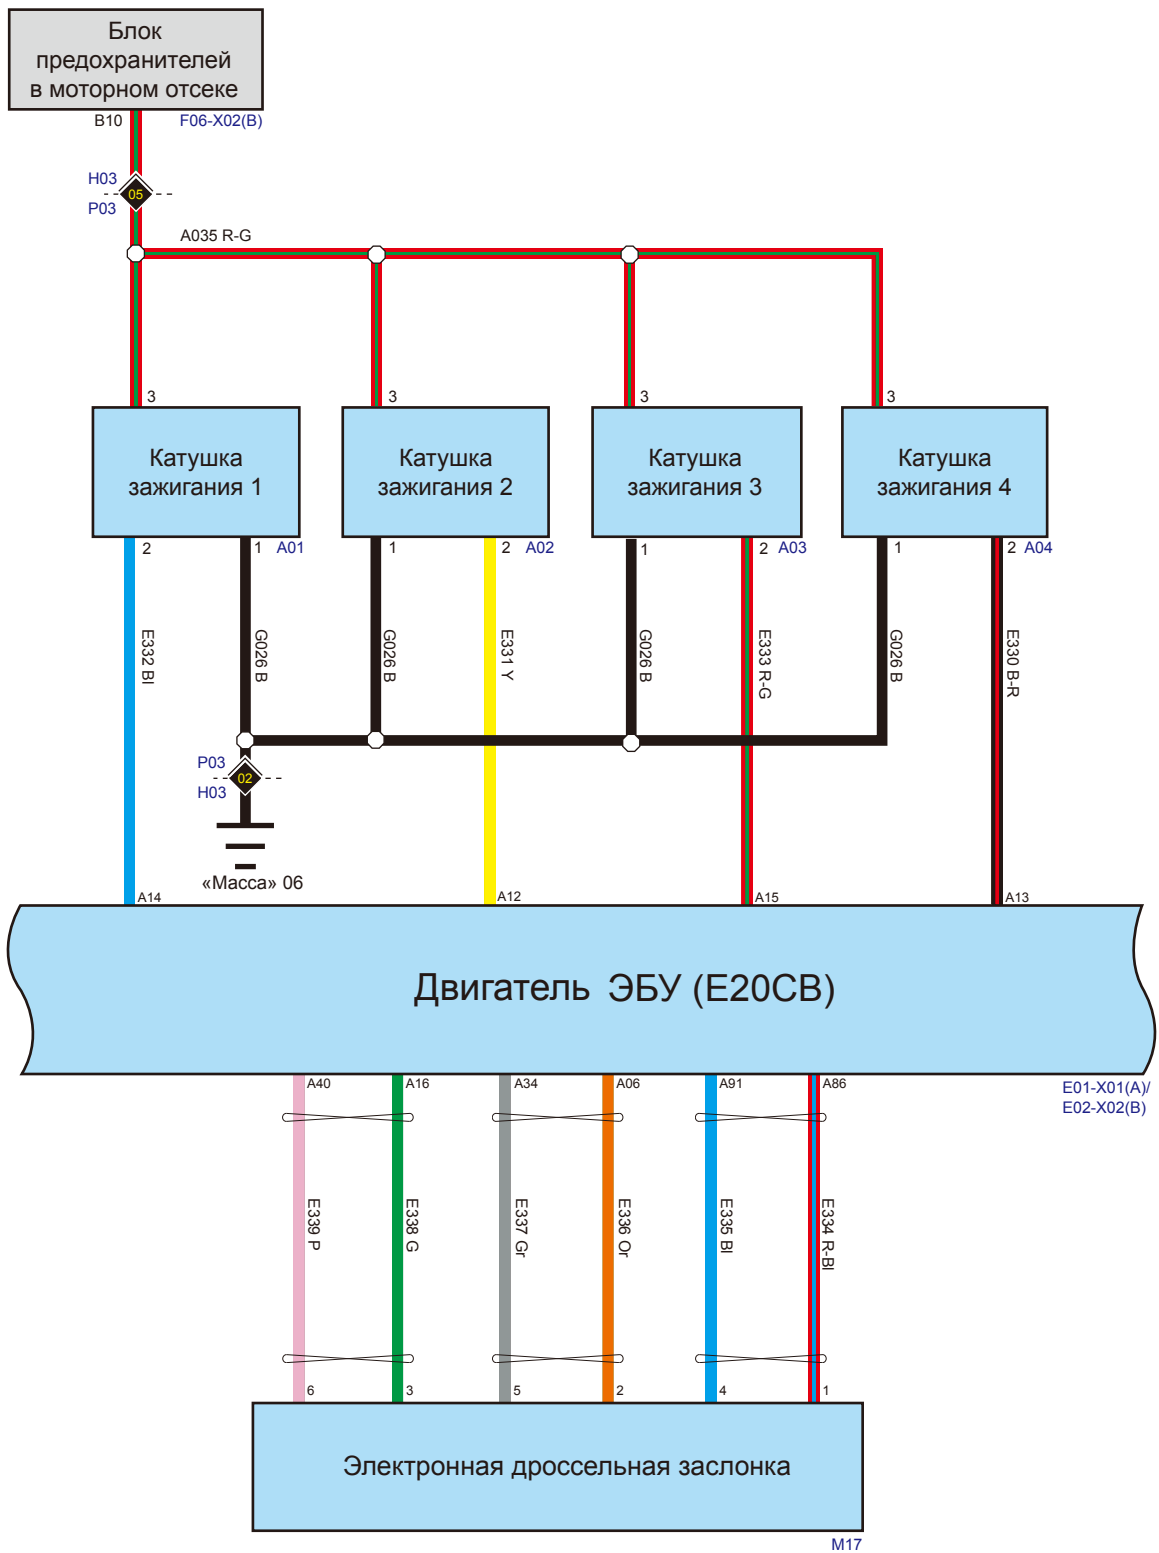 Блок
предохранителей
в моторном отсеке
B10
F06-X02(B)
H03
05
P03
A035 R-G
3
3
3
3
Катушка
зажигания 1
Катушка
зажигания 2
Катушка
зажигания 3
Катушка
зажигания 4
2
1
A01
1
2
A02
1
2
A03
1
2
A04
E332 Bl
G026 B
G026 B
E331 Y
G026 B
E333 R-G
G026 B
E330 B-R
P03
02
H03
«Масса» 06
A14
A12
A15
A13
Двигатель ЭБУ (E20CB)
A40
A16
A34
A06
A91
A86
E01-X01(A)/
E02-X02(B)
E339 P
E338 G
E337 Gr
E336 Or
E335 Bl
E334 R-Bl
6
3
5
2
4
1
Электронная дроссельная заслонка
M17